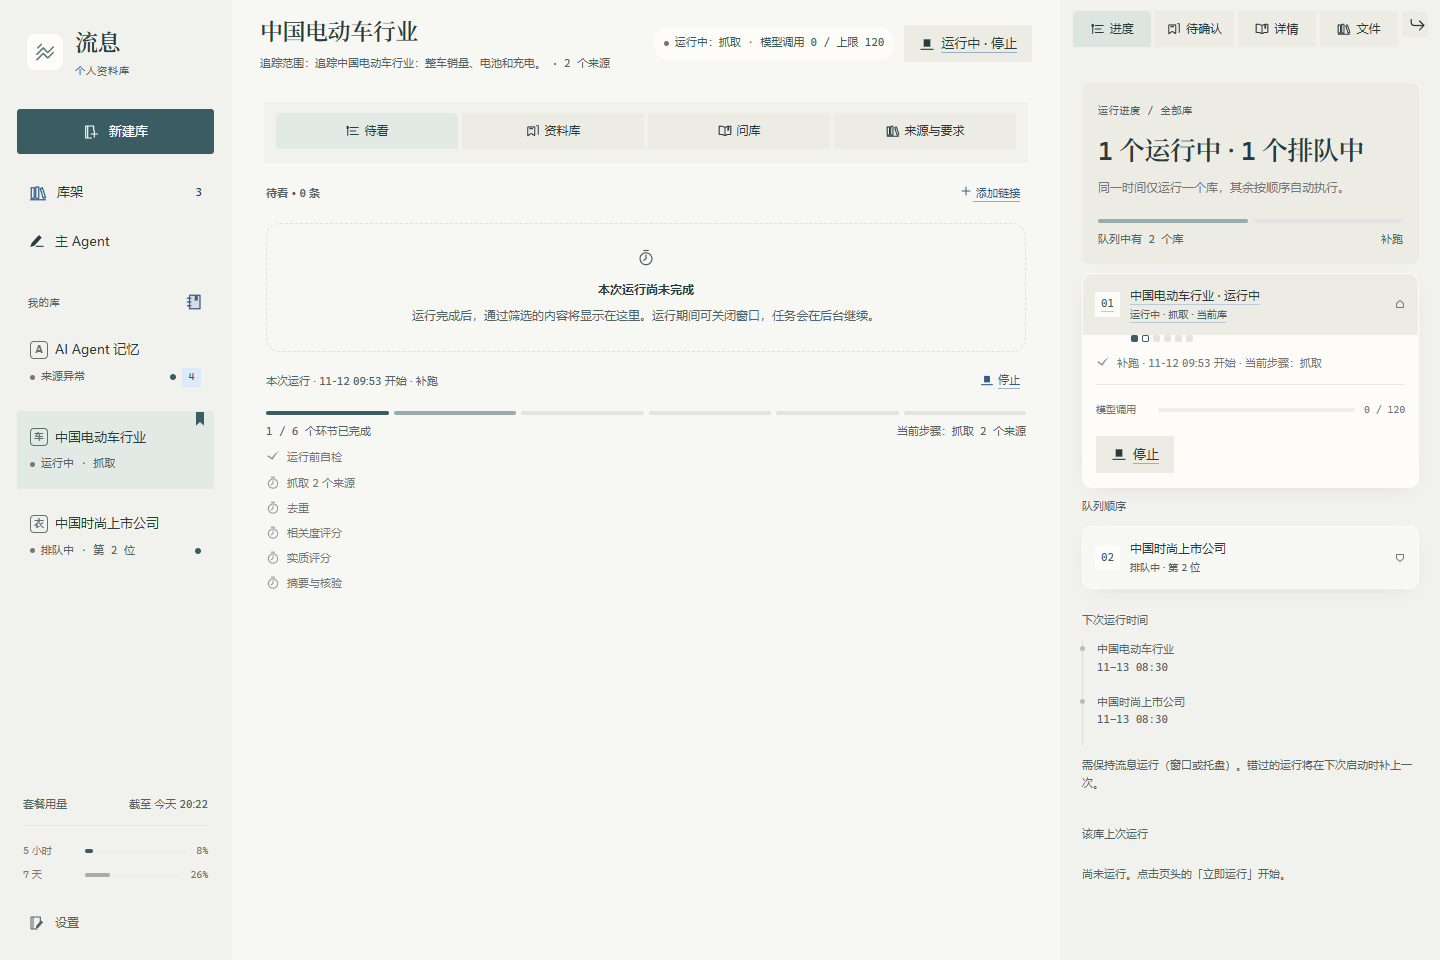 流息
个人资料库
新建库
库架 3
主 Agent
我的库
A AI Agent 记忆
来源异常 4
车 中国电动车行业
运行中 · 抓取
衣 中国时尚上市公司
排队中 · 第 2 位
套餐用量 截至 今天 20:22
5 小时 8%
7 天 26%
设置
中国电动车行业
追踪范围：追踪中国电动车行业：整车销量、电池和充电。 · 2 个来源
运行中：抓取 · 模型调用 0 / 上限 120
运行中 · 停止
待看 资料库 问库 来源与要求
待看 • 0 条 添加链接
本次运行尚未完成
运行完成后，通过筛选的内容将显示在这里。运行期间可关闭窗口，任务会在后台继续。
本次运行 · 11-12 09:53 开始 · 补跑 停止
1 / 6 个环节已完成 当前步骤：抓取 2 个来源
运行前自检
抓取 2 个来源
去重
相关度评分
实质评分
摘要与核验
进度 待确认 详情 文件
运行进度 / 全部库
1 个运行中 · 1 个排队中
同一时间仅运行一个库，其余按顺序自动执行。
队列中有 2 个库 补跑
01 中国电动车行业 · 运行中
运行中 · 抓取 · 当前库
补跑 · 11-12 09:53 开始 · 当前步骤：抓取
模型调用 0 / 120
停止
队列顺序
02 中国时尚上市公司
排队中 · 第 2 位
下次运行时间
中国电动车行业
11-13 08:30
中国时尚上市公司
11-13 08:30
需保持流息运行（窗口或托盘）。错过的运行将在下次启动时补上一
次。
该库上次运行
尚未运行。点击页头的「立即运行」开始。